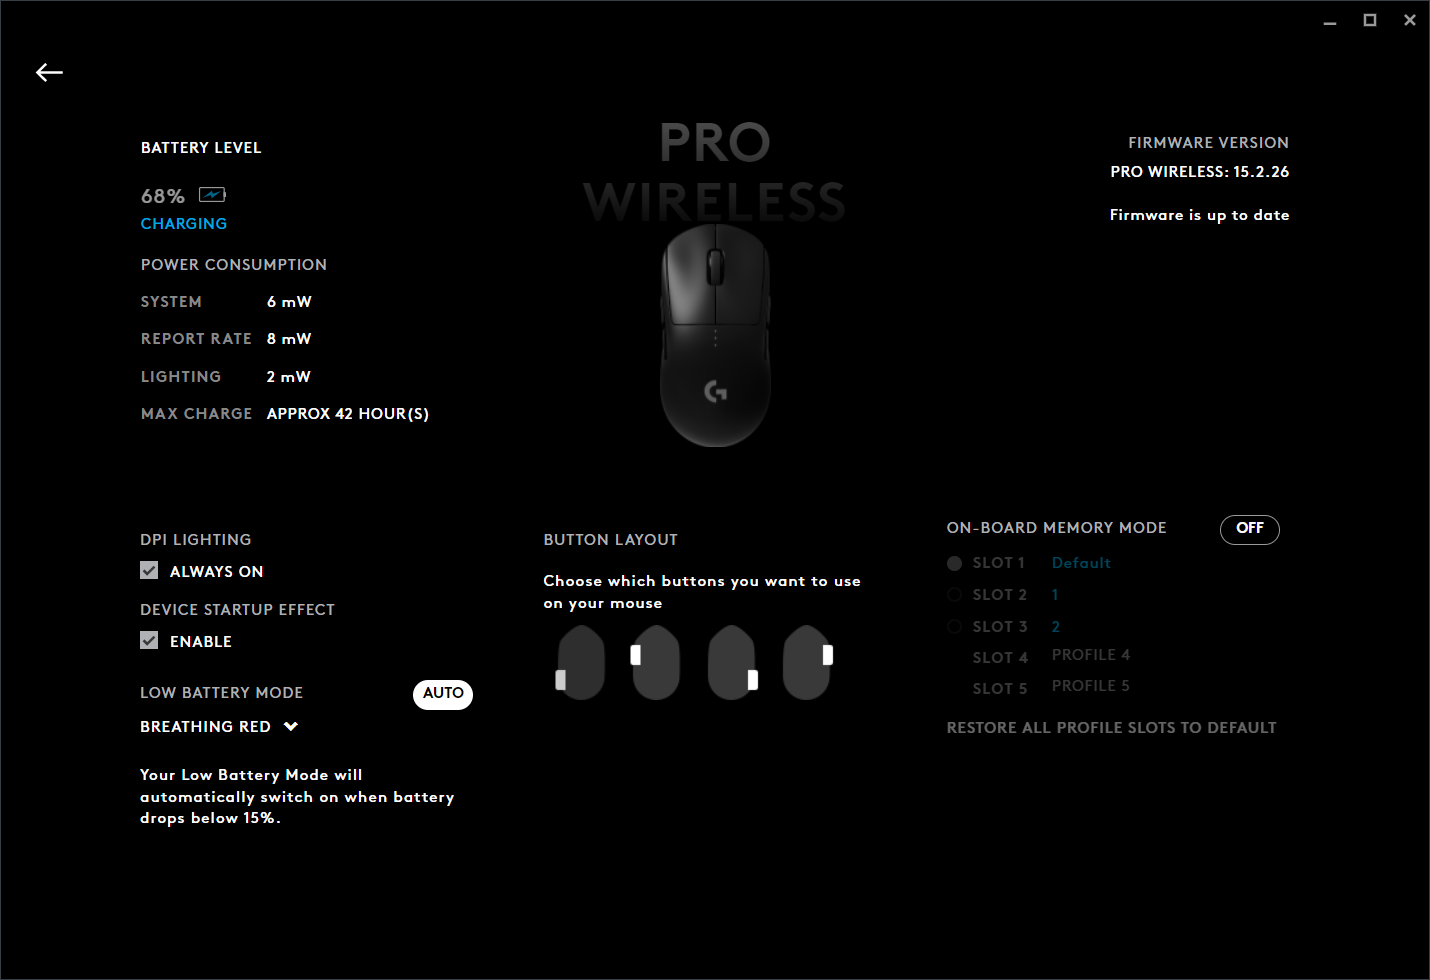 PRO
WIRELESS
BATTERY LEVEL
68%
CHARGING
POWER CONSUMPTION
SYSTEM 6 mW
REPORT RATE 8 mW
LIGHTING 2 mW
MAX CHARGE APPROX 42 HOUR(S)
FIRMWARE VERSION
PRO WIRELESS: 15.2.26
Firmware is up to date
DPI LIGHTING
ALWAYS ON
DEVICE STARTUP EFFECT
ENABLE
LOW BATTERY MODE AUTO
BREATHING RED
Your Low Battery Mode will
automatically switch on when battery
drops below 15%.
BUTTON LAYOUT
Choose which buttons you want to use
on your mouse
ON-BOARD MEMORY MODE OFF
SLOT 1 Default
SLOT 2 1
SLOT 3 2
SLOT 4 PROFILE 4
SLOT 5 PROFILE 5
RESTORE ALL PROFILE SLOTS TO DEFAULT